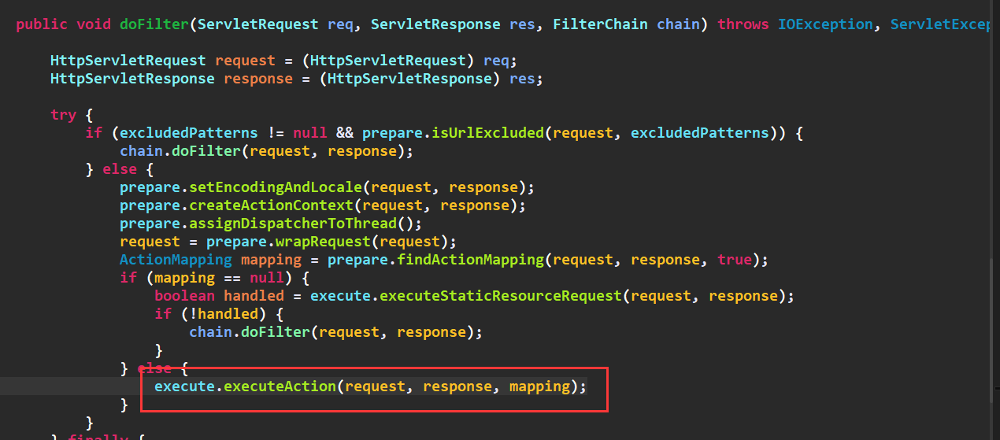 public void doFilter(ServletRequest req, ServletResponse res, FilterChain chain) throws IOException, ServletExcep
HttpServletRequest request = (HttpServletRequest) req;
HttpServletResponse response = (HttpServletResponse) res;
try {
if (excludedPatterns != null && prepare.isUrlExcluded(request, excludedPatterns)) {
chain.doFilter(request, response);
} else {
prepare.setEncodingAndLocale(request, response);
prepare.createActionContext(request, response);
prepare.assignDispatcherToThread();
request = prepare.wrapRequest(request);
ActionMapping mapping = prepare.findActionMapping(request, response, true);
if (mapping == null) {
boolean handled = execute.executeStaticResourceRequest(request, response);
if (!handled) {
chain.doFilter(request, response);
}
} else {
execute.executeAction(request, response, mapping);
}
}
} finally {